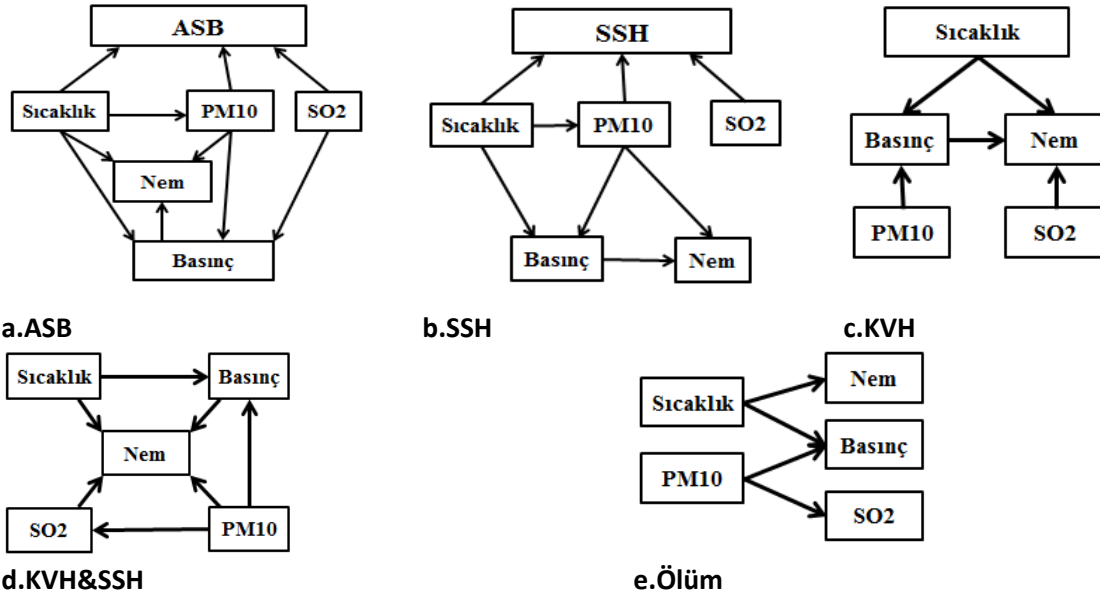 ASB
Sıcaklık
PM10
SO2
Nem
Basınç
a.ASB
SSH
Sıcaklık
PM10
SO2
Basınç
Nem
b.SSH
Sıcaklık
Basınç
Nem
PM10
SO2
c.KVH
Sıcaklık
Basınç
Nem
SO2
PM10
d.KVH&SSH
Sıcaklık
PM10
Nem
Basınç
SO2
e.Ölüm